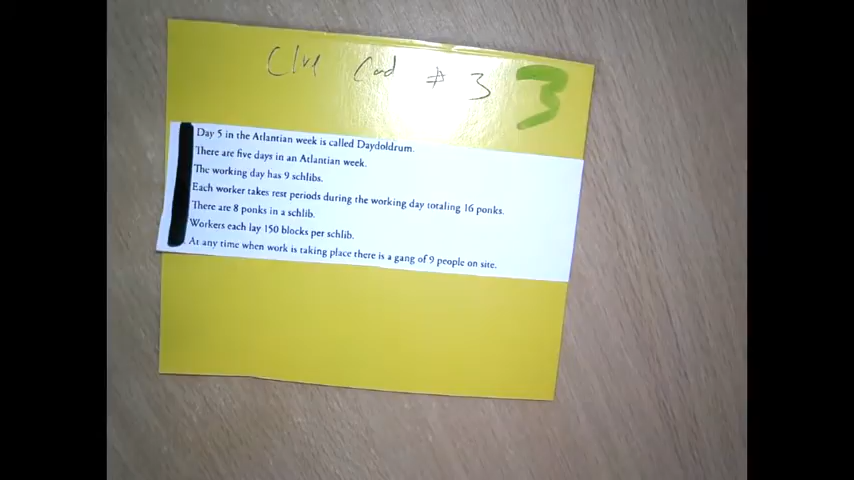 Clue Card # 3 3
Day 5 in the Atlantian week is called Daydoldrum.
There are five days in an Atlantian week.
The working day has 9 schlibs.
Each worker takes rest periods during the working day totaling 16 ponks.
There are 8 ponks in a schlib.
Workers each lay 150 blocks per schlib.
At any time when work is taking place there is a gang of 9 people on site.